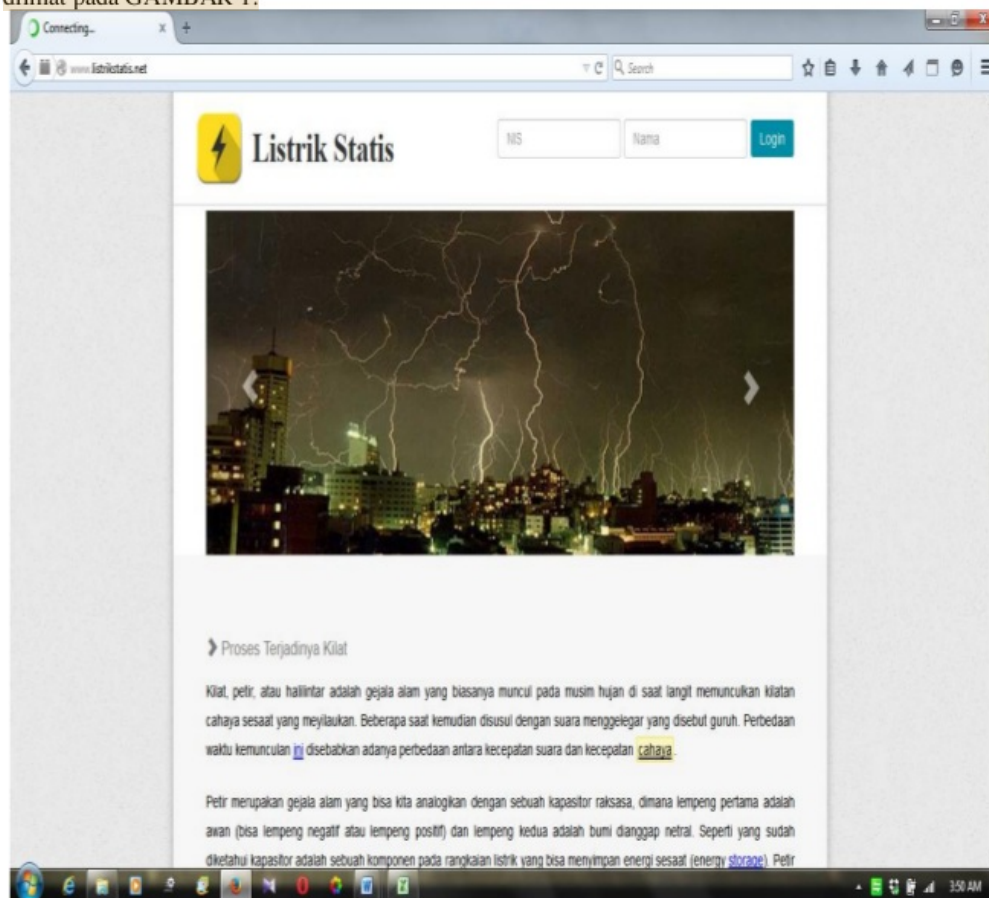 dilihat pada GAMBAR 1.
Connecting... x +
www.listrikstatis.net Search
Listrik Statis NIS Nama Login
Proses Terjadinya Kilat
Kilat, petir, atau halilintar adalah gejala alam yang biasanya muncul pada musim hujan di saat langit memunculkan kilatan
cahaya sesaat yang meyilaukan. Beberapa saat kemudian disusul dengan suara menggelegar yang disebut guruh. Perbedaan
waktu kemunculan ini disebabkan adanya perbedaan antara kecepatan suara dan kecepatan cahaya.
Petir merupakan gejala alam yang bisa kita analogikan dengan sebuah kapasitor raksasa, dimana lempeng pertama adalah
awan (bisa lempeng negatif atau lempeng positif) dan lempeng kedua adalah bumi dianggap netral. Seperti yang sudah
diketahui kapasitor adalah sebuah komponen pada rangkaian listrik yang bisa menyimpan energi sesaat (energy storage). Petir
3:50 AM